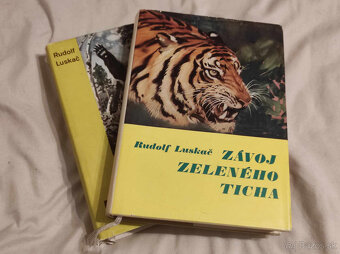 Rudolf
Luskač
Rudolf Luskač ZÁVOJ
ZELENÉHO
TICHA